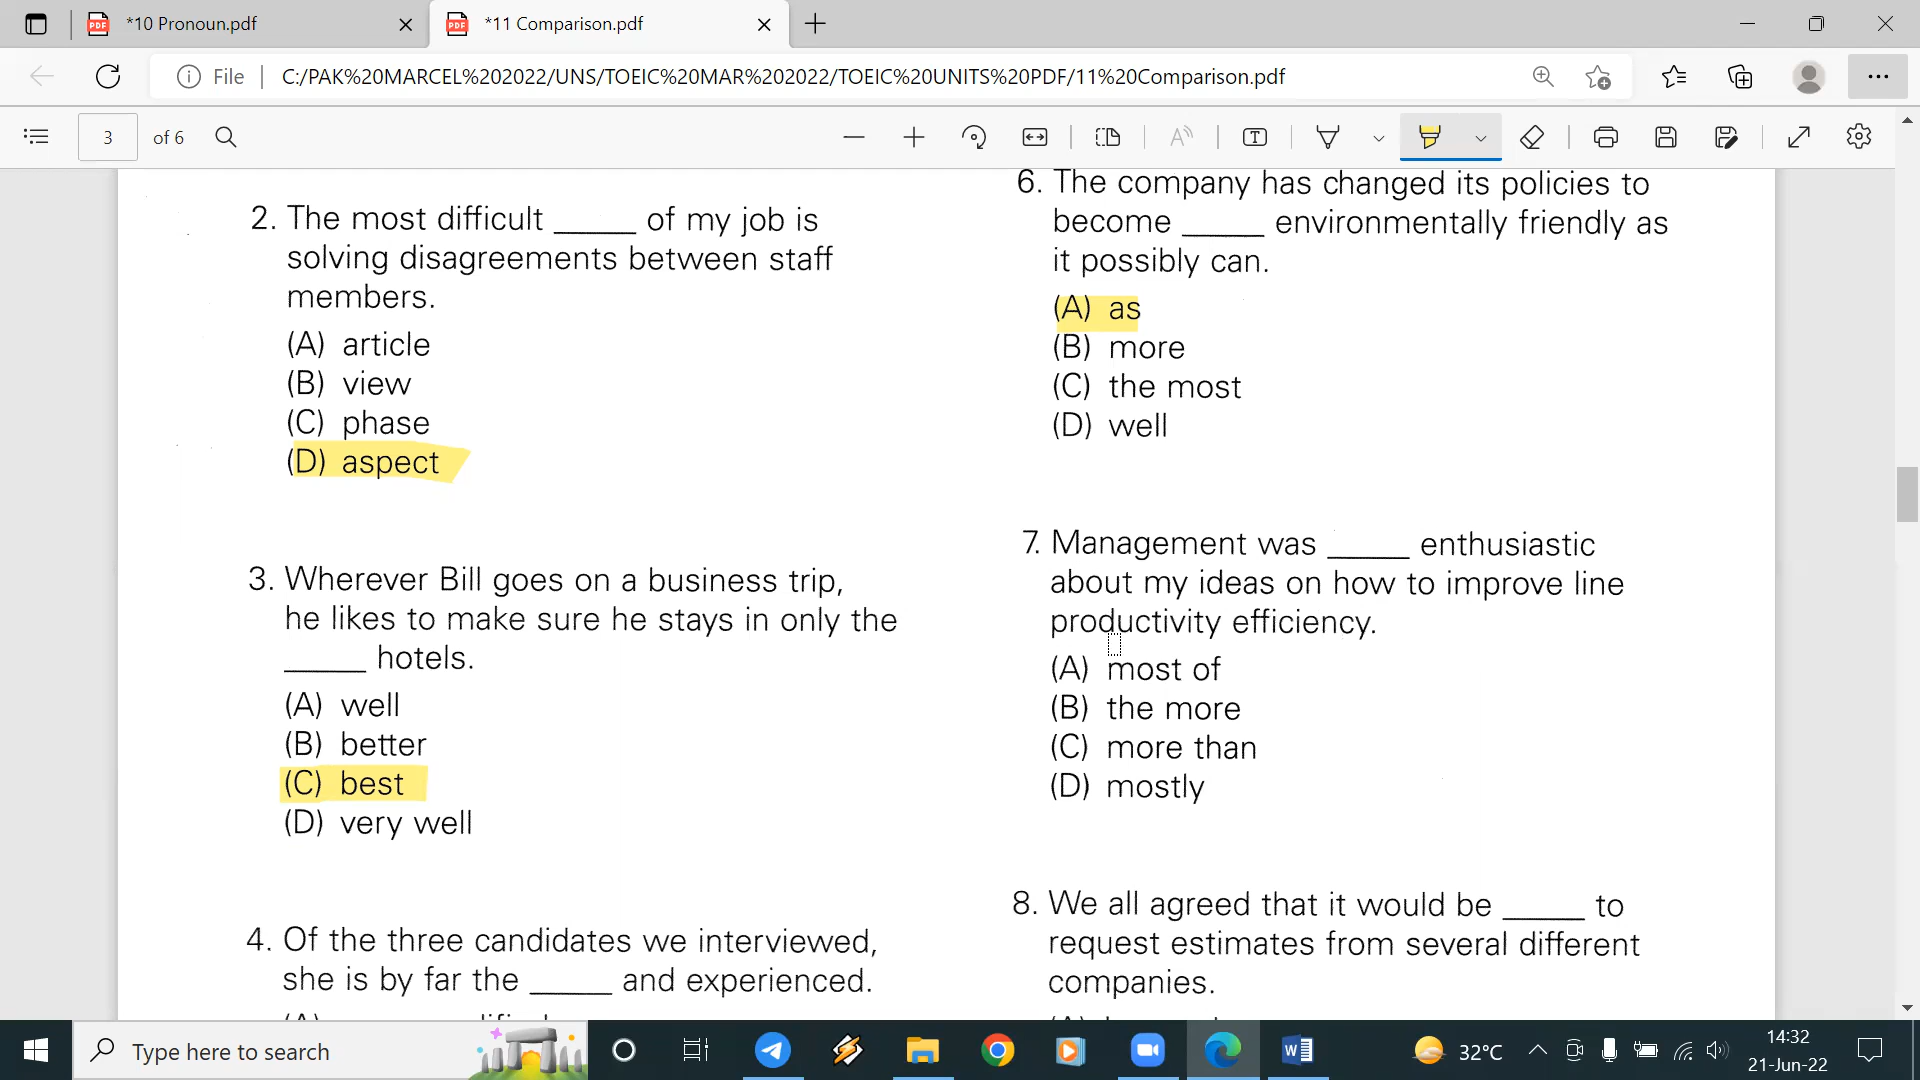 *10 Pronoun.pdf
*11 Comparison.pdf
File
C:/PAK%20MARCEL%202022/UNS/TOEIC%20MAR%202022/TOEIC%20UNITS%20PDF/11%20Comparison.pdf
3 of 6
2. The most difficult _____ of my job is
solving disagreements between staff
members.
(A) article
(B) view
(C) phase
(D) aspect
3. Wherever Bill goes on a business trip,
he likes to make sure he stays in only the
_____ hotels.
(A) well
(B) better
(C) best
(D) very well
4. Of the three candidates we interviewed,
she is by far the _____ and experienced.
6. The company has changed its policies to
become _____ environmentally friendly as
it possibly can.
(A) as
(B) more
(C) the most
(D) well
7. Management was _____ enthusiastic
about my ideas on how to improve line
productivity efficiency.
(A) most of
(B) the more
(C) more than
(D) mostly
8. We all agreed that it would be _____ to
request estimates from several different
companies.
Type here to search
32°C
14:32
21-Jun-22